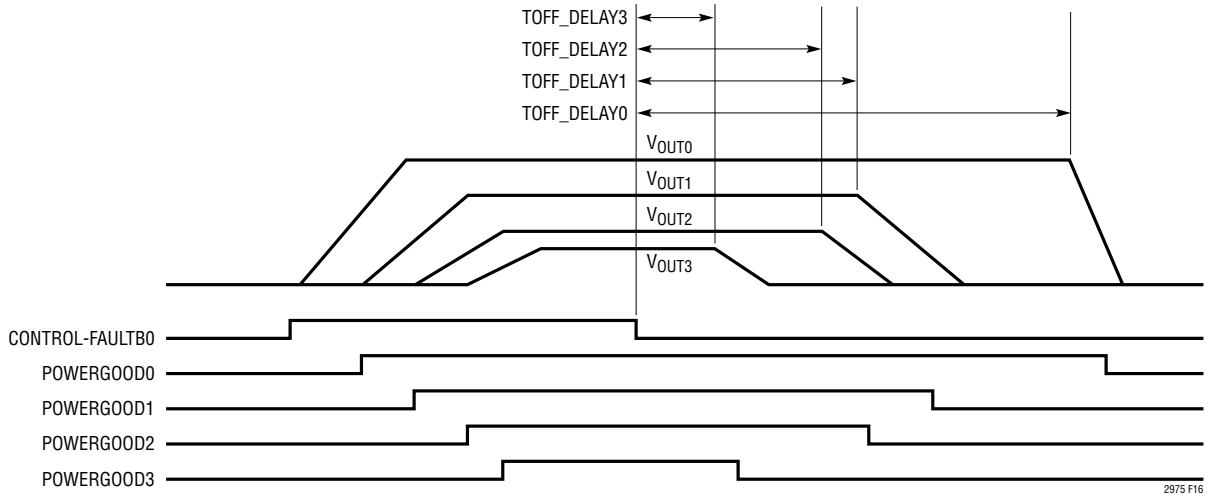 TOFF_DELAY3
TOFF_DELAY2
TOFF_DELAY1
TOFF_DELAY0
VOUT0
VOUT1
VOUT2
VOUT3
CONTROL-FAULTB0
POWERGOOD0
POWERGOOD1
POWERGOOD2
POWERGOOD3
2975 F16